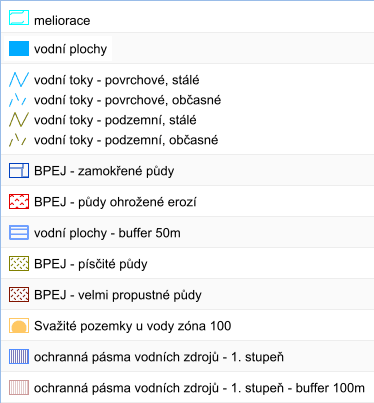 meliorace
vodní plochy
vodní toky - povrchové, stálé
vodní toky - povrchové, občasné
vodní toky - podzemní, stálé
vodní toky - podzemní, občasné
BPEJ - zamokřené půdy
BPEJ - půdy ohrožené erozí
vodní plochy - buffer 50m
BPEJ - písčité půdy
BPEJ - velmi propustné půdy
Svažité pozemky u vody zóna 100
ochranná pásma vodních zdrojů - 1. stupeň
ochranná pásma vodních zdrojů - 1. stupeň - buffer 100m